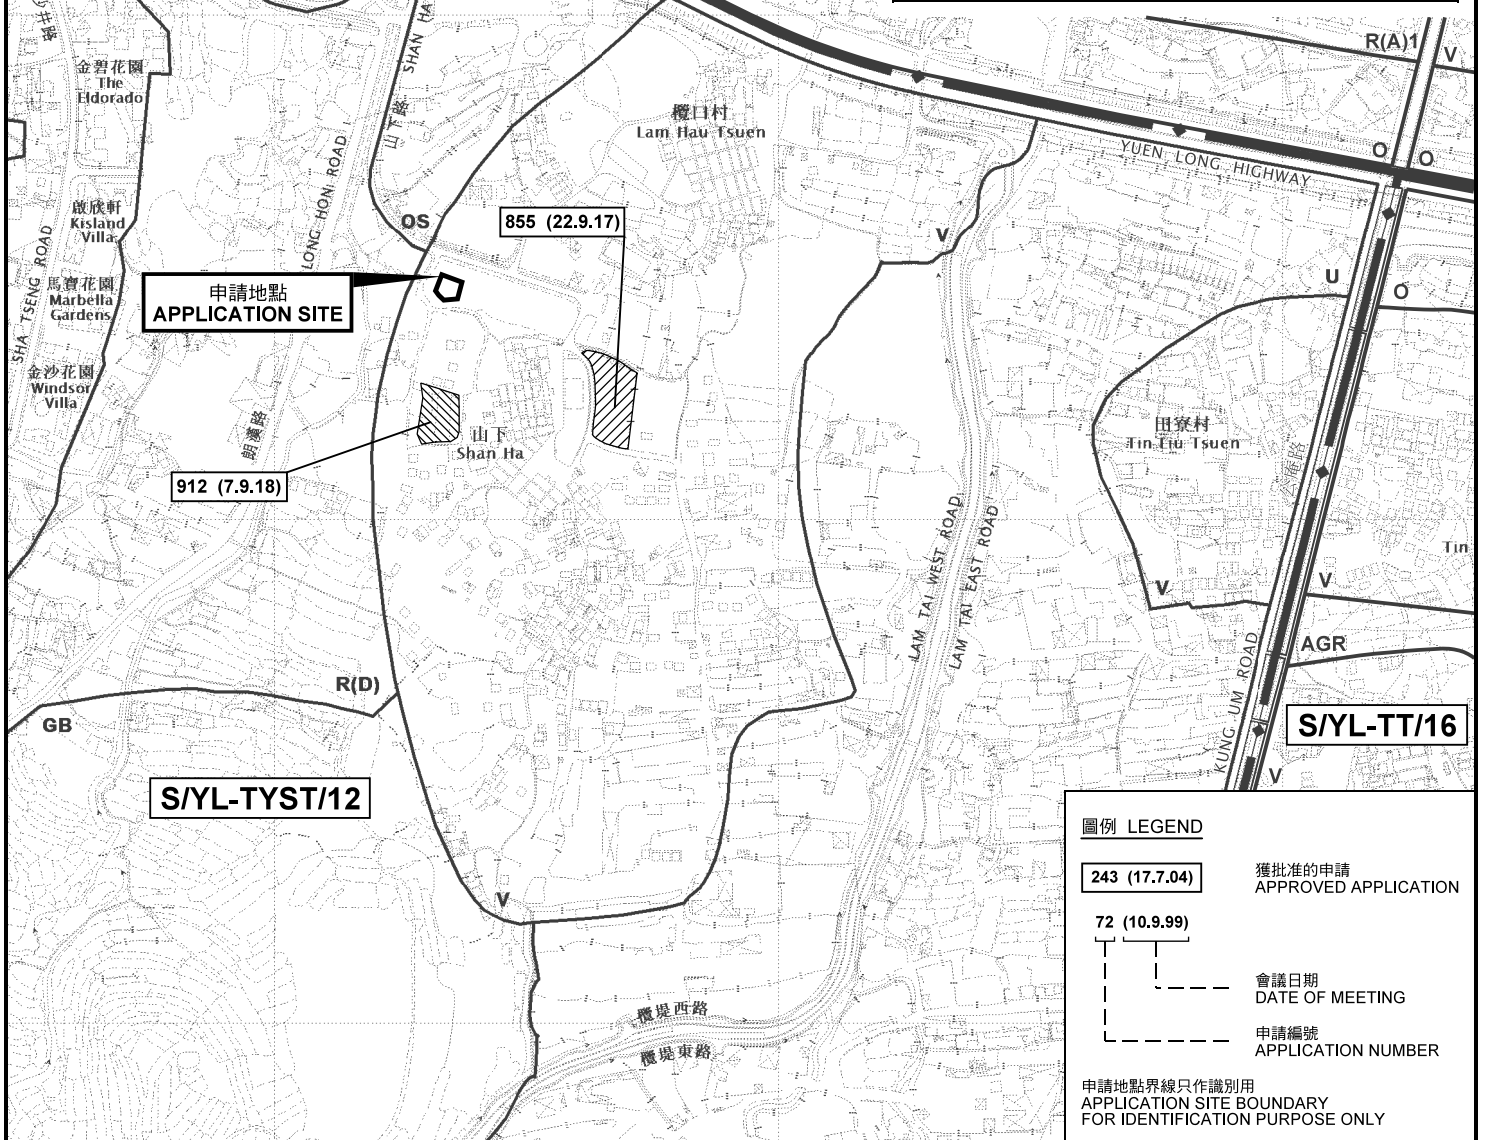 R(A)1
V
金碧花園
The
Eldorado
SHAN HA
山下路
欖口村
Lam Hau Tsuen
YUEN LONG HIGHWAY
O
O
LONG HON ROAD
啟欣軒
Kisland
Villa
OS
855 (22.9.17)
V
SHA TSENG ROAD
馬寶花園
Marbella
Gardens
申請地點
APPLICATION SITE
U
O
金沙花園
Windsor
Villa
朗漢路
山下
Shan Ha
田寮村
Tin Liu Tsuen
912 (7.9.18)
LAM TAI WEST ROAD
LAM TAI EAST ROAD
Tin
V
V
KUNG UM ROAD
AGR
R(D)
GB
S/YL-TT/16
S/YL-TYST/12
V
V
欖堤西路
欖堤東路
圖例 LEGEND
243 (17.7.04)
獲批准的申請
APPROVED APPLICATION
72 (10.9.99)
會議日期
DATE OF MEETING
申請編號
APPLICATION NUMBER
申請地點界線只作識別用
APPLICATION SITE BOUNDARY
FOR IDENTIFICATION PURPOSE ONLY